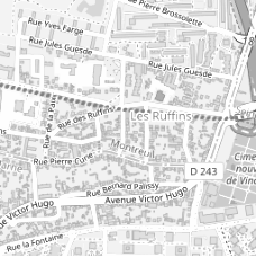 Rue Pierre Brossolette
Rue Yves Farge
Rue Jules Guesde
Rue Jules Guesde
Rue de la Paix
Rue des Ruffins
Les Ruffins
Montreuil
Rue Pierre Curie
D 243
Rue Bernard Palissy
Avenue Victor Hugo
ue Victor Hugo
Rue la Fontaine
Cime
nouv
de Vinc